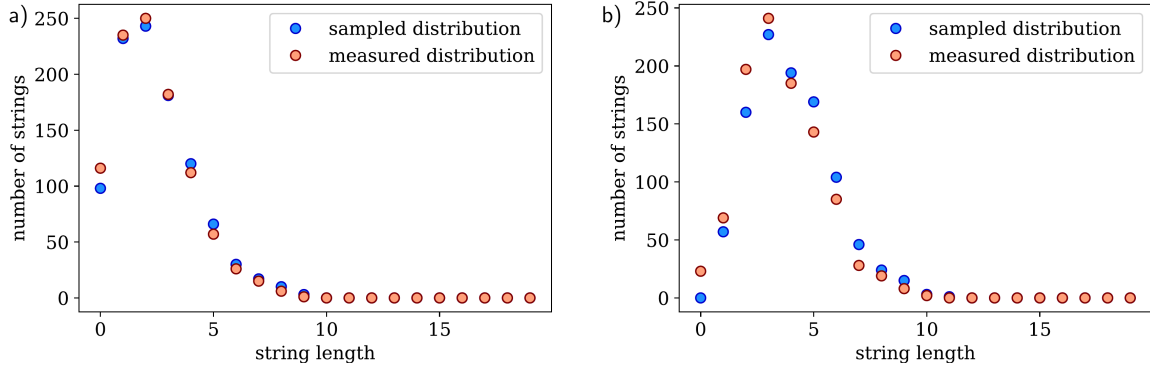 a)
number of strings
250
200
150
100
50
0
sampled distribution
measured distribution
0 5 10 15
string length
b)
number of strings
250
200
150
100
50
0
sampled distribution
measured distribution
0 5 10 15
string length